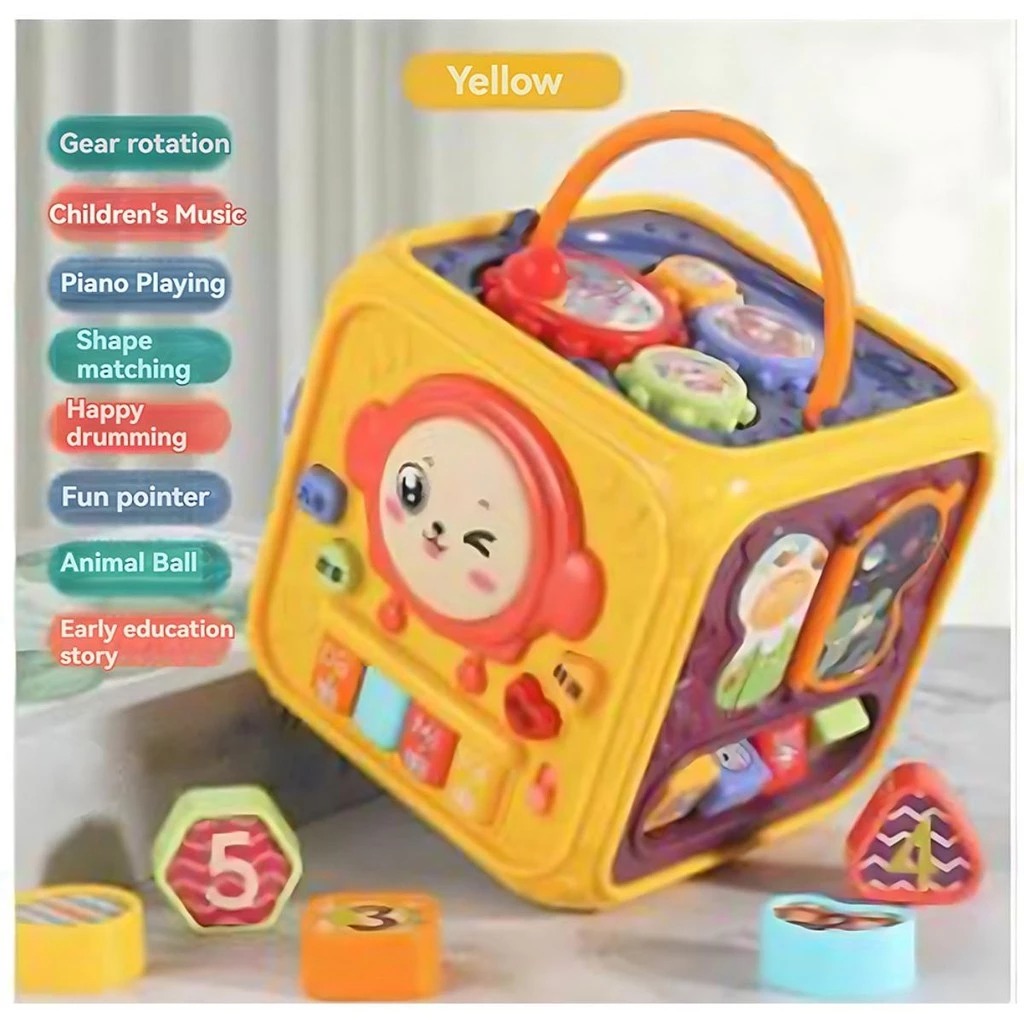 Yellow
Gear rotation
Children's Music
Piano Playing
Shape
matching
Happy
drumming
Fun pointer
Animal Ball
Early education
story
5
3
4